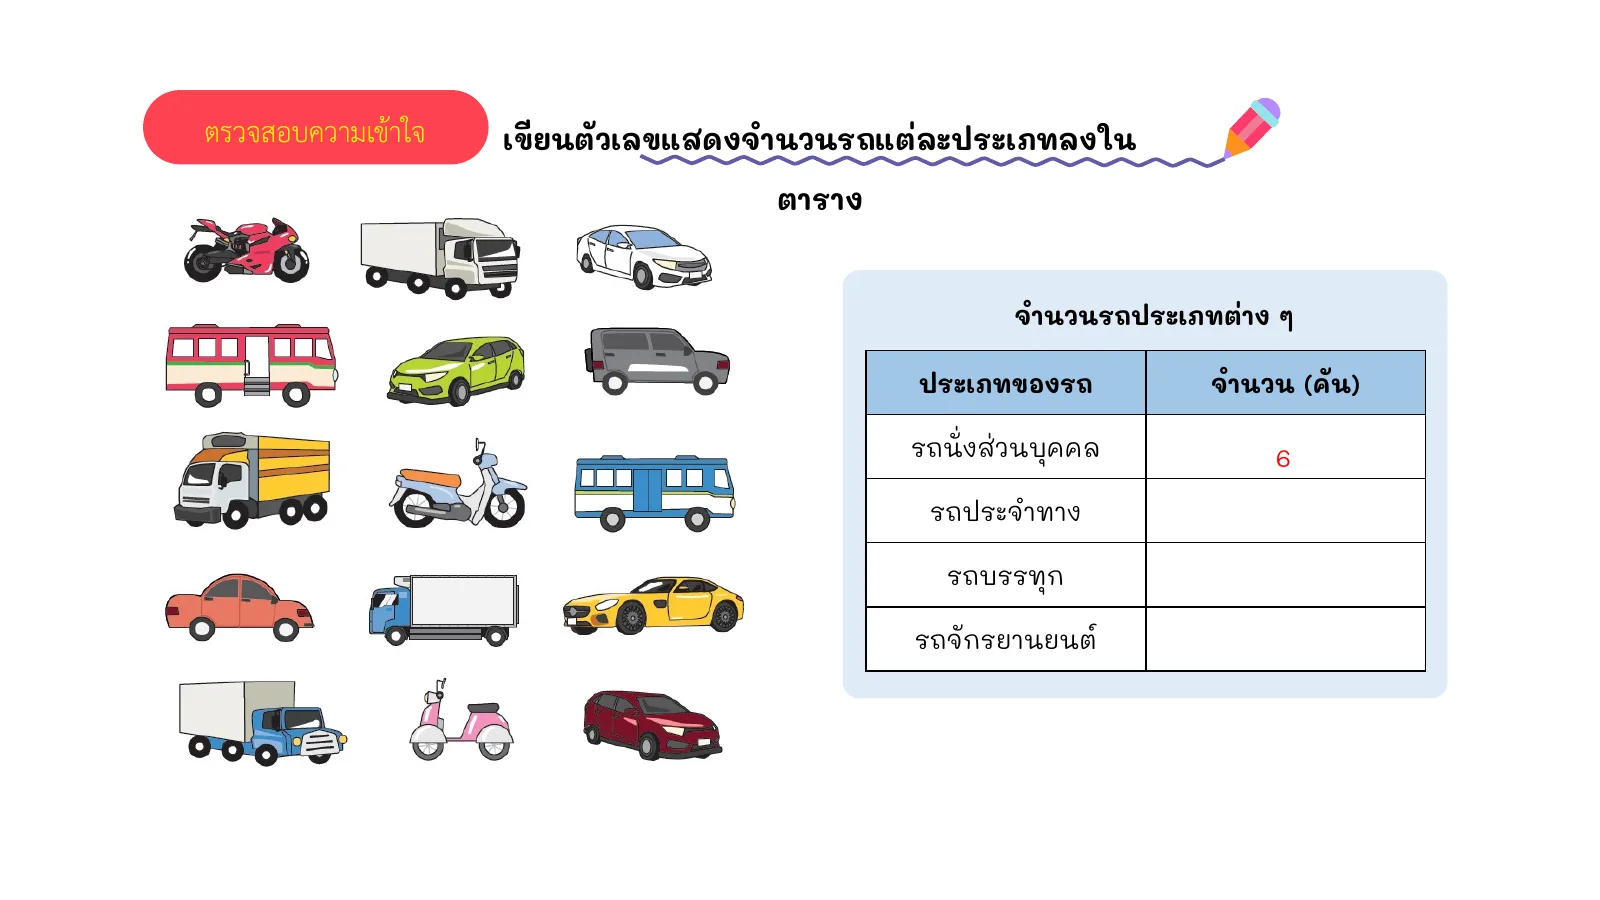 ตรวจสอบความเข้าใจ
เขียนตัวเลขแสดงจำนวนรถแต่ละประเภทลงใน
ตาราง
จำนวนรถประเภทต่าง ๆ
ประเภทของรถ จำนวน (คัน)
รถนั่งส่วนบุคคล 6
รถประจำทาง
รถบรรทุก
รถจักรยานยนต์